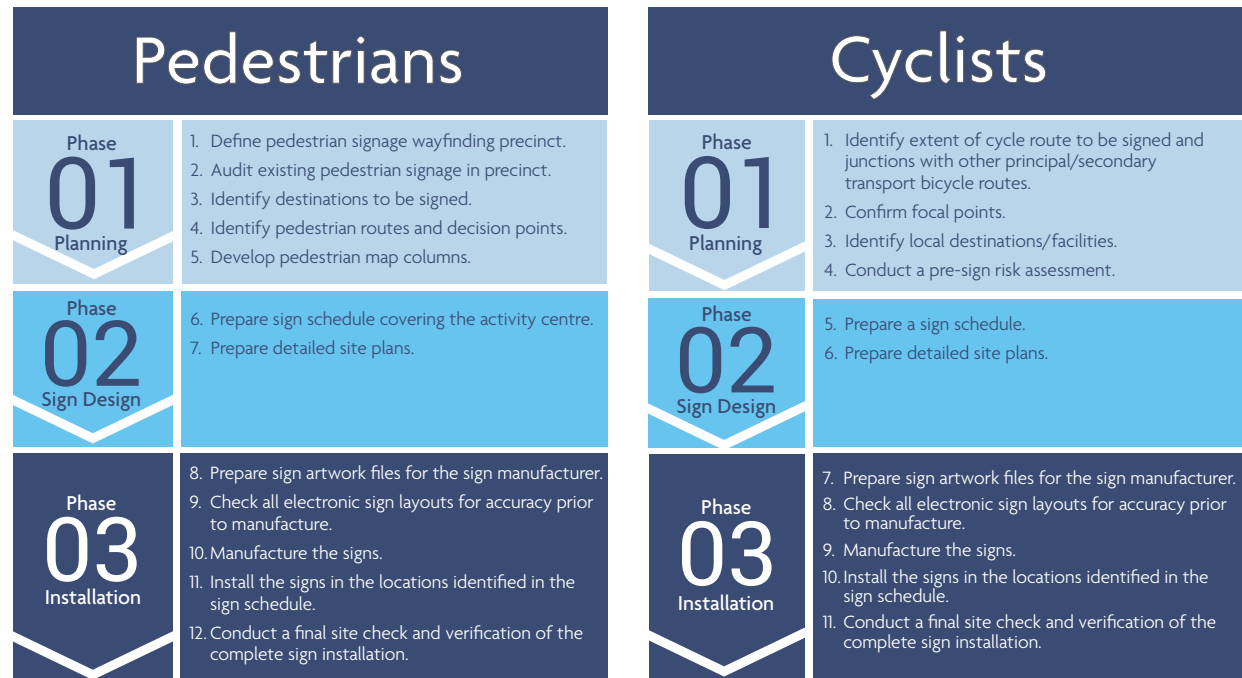 Pedestrians
Phase
01
Planning
1. Define pedestrian signage wayfinding precinct.
2. Audit existing pedestrian signage in precinct.
3. Identify destinations to be signed.
4. Identify pedestrian routes and decision points.
5. Develop pedestrian map columns.
Phase
02
Sign Design
6. Prepare sign schedule covering the activity centre.
7. Prepare detailed site plans.
Phase
03
Installation
8. Prepare sign artwork files for the sign manufacturer.
9. Check all electronic sign layouts for accuracy prior
to manufacture.
10. Manufacture the signs.
11. Install the signs in the locations identified in the
sign schedule.
12. Conduct a final site check and verification of the
complete sign installation.
Cyclists
Phase
01
Planning
1. Identify extent of cycle route to be signed and
junctions with other principal/secondary
transport bicycle routes.
2. Confirm focal points.
3. Identify local destinations/facilities.
4. Conduct a pre-sign risk assessment.
Phase
02
Sign Design
5. Prepare a sign schedule.
6. Prepare detailed site plans.
Phase
03
Installation
7. Prepare sign artwork files for the sign manufacturer.
8. Check all electronic sign layouts for accuracy prior
to manufacture.
9. Manufacture the signs.
10. Install the signs in the locations identified in the
sign schedule.
11. Conduct a final site check and verification of the
complete sign installation.